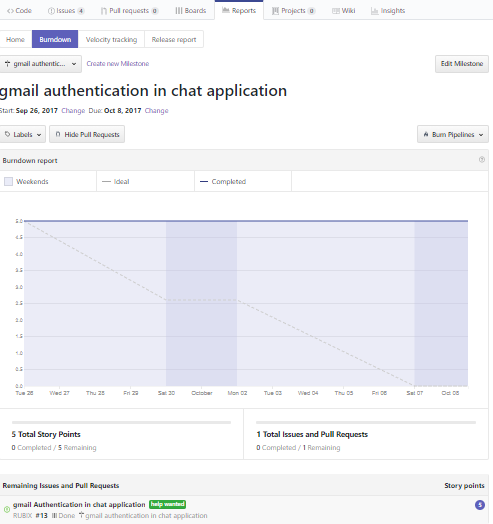 Code Issues 4 Pull requests 0 Boards Reports Projects 0 Wiki Insights
Home Burndown Velocity tracking Release report
gmail authentic... Create new Milestone Edit Milestone
gmail authentication in chat application
Start: Sep 26, 2017 Change Due: Oct 8, 2017 Change
Labels Hide Pull Requests Burn Pipelines
Burndown report
Weekends Ideal Completed
5.0
4.5
4.0
3.5
3.0
2.5
2.0
1.5
1.0
0.5
0.0
Tue 26 Wed 27 Thu 28 Fri 29 Sat 30 October Mon 02 Tue 03 Wed 04 Thu 05 Fri 06 Sat 07 Oct 08
5 Total Story Points 1 Total Issues and Pull Requests
0 Completed / 5 Remaining 0 Completed / 1 Remaining
Remaining Issues and Pull Requests Story points
gmail Authentication in chat application help wanted 5
RUBIX #13 Done gmail authentication in chat application